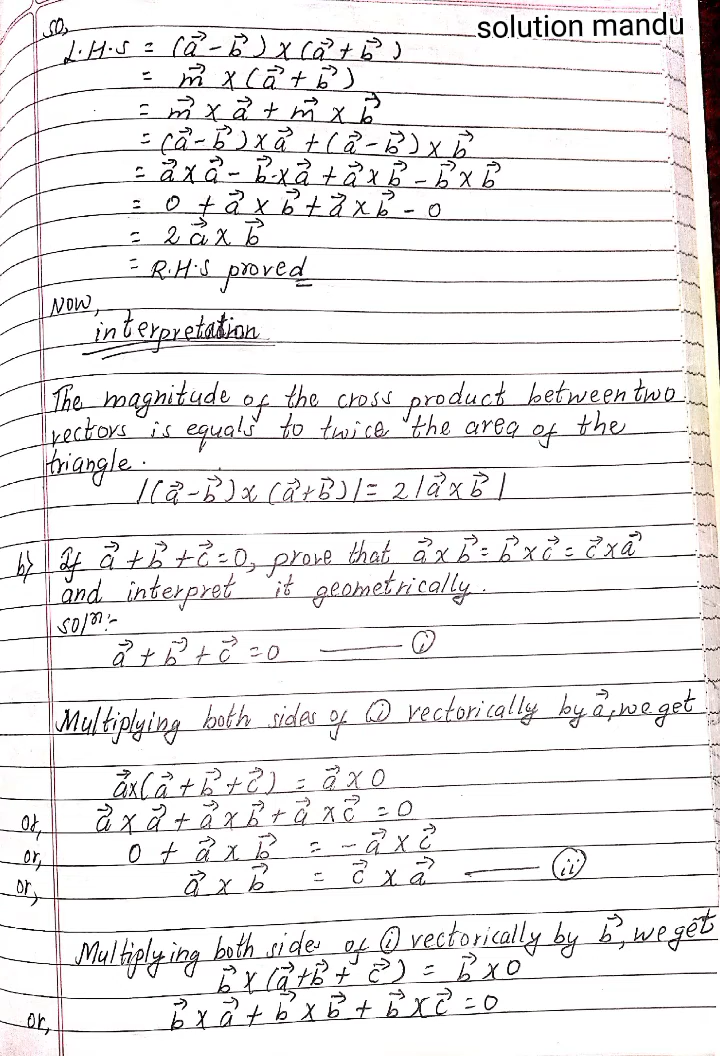 solution mandu
so,
L.H.S = (a⃗ - b⃗) × (a⃗ + b⃗)
= m⃗ × (a⃗ + b⃗)
= m⃗ × a⃗ + m⃗ × b⃗
= (a⃗ - b⃗) × a⃗ + (a⃗ - b⃗) × b⃗
= a⃗ × a⃗ - b⃗ × a⃗ + a⃗ × b⃗ - b⃗ × b⃗
= 0 + a⃗ × b⃗ + a⃗ × b⃗ - 0
= 2 a⃗ × b⃗
= R.H.S proved
Now,
interpretation
The magnitude of the cross product between two
vectors is equals to twice the area of the
triangle.
|(a⃗ - b⃗) × (a⃗ + b⃗)| = 2 |a⃗ × b⃗|
b) If a⃗ + b⃗ + c⃗ = 0, prove that a⃗ × b⃗ = b⃗ × c⃗ = c⃗ × a⃗
and interpret it geometrically.
solⁿ:-
a⃗ + b⃗ + c⃗ = 0 —— (i)
Multiplying both sides of (i) vectorically by a⃗, we get
a⃗ × (a⃗ + b⃗ + c⃗) = a⃗ × 0
or, a⃗ × a⃗ + a⃗ × b⃗ + a⃗ × c⃗ = 0
or, 0 + a⃗ × b⃗ = - a⃗ × c⃗
or, a⃗ × b⃗ = c⃗ × a⃗ —— (ii)
Multiplying both sides of (i) vectorically by b⃗, we get
b⃗ × (a⃗ + b⃗ + c⃗) = b⃗ × 0
or, b⃗ × a⃗ + b⃗ × b⃗ + b⃗ × c⃗ = 0